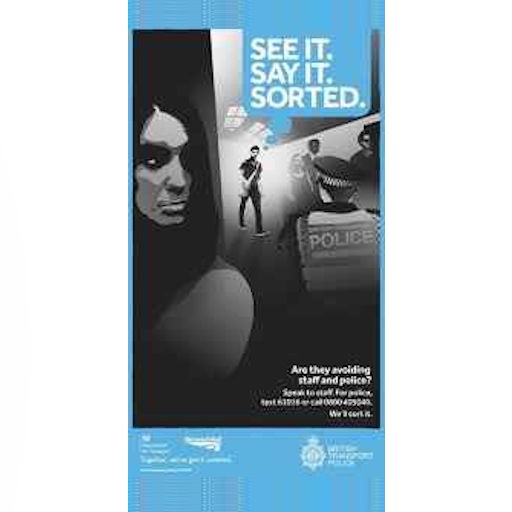 SEE IT.
SAY IT.
SORTED.
POLICE
Are they avoiding
staff and police?
Speak to staff. For police,
text 61016 or call 0800 405040.
We'll sort it.
BRITISH
TRANSPORT
POLICE